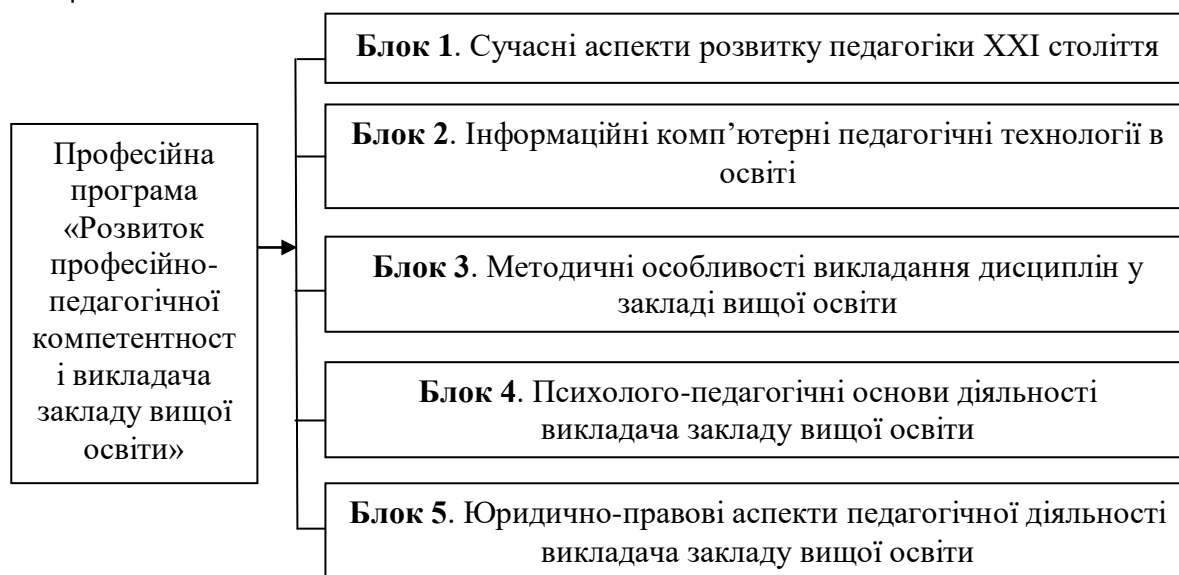 Професійна
програма
«Розвиток
професійно-
педагогічної
компетентност
і викладача
закладу вищої
освіти»
Блок 1. Сучасні аспекти розвитку педагогіки ХХІ століття
Блок 2. Інформаційні комп’ютерні педагогічні технології в
освіті
Блок 3. Методичні особливості викладання дисциплін у
закладі вищої освіти
Блок 4. Психолого-педагогічні основи діяльності
викладача закладу вищої освіти
Блок 5. Юридично-правові аспекти педагогічної діяльності
викладача закладу вищої освіти